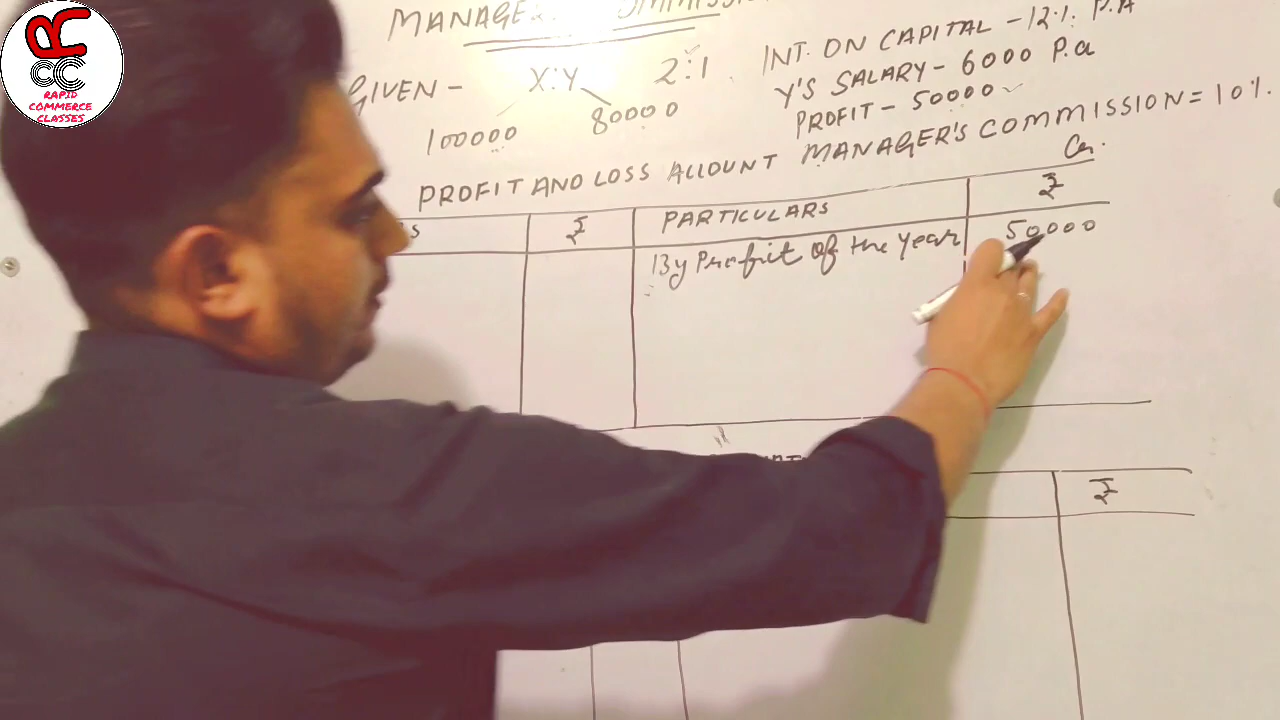 RAPID
COMMERCE
CLASSES
MANAGER
GIVEN - X:Y 2:1
100000 80000
INT. ON CAPITAL - 12%. P.A
Y'S SALARY - 6000 P.a
PROFIT - 50000
MANAGER'S COMMISSION = 10%.
PROFIT AND LOSS ACCOUNT
Cr.
S ₹ PARTICULARS ₹
By Profit of the Year 50000
₹